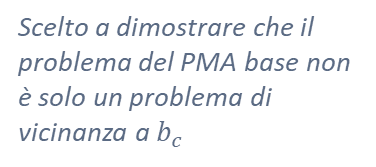 Scelto a dimostrare che il
problema del PMA base non
è solo un problema di
vicinanza a b_c